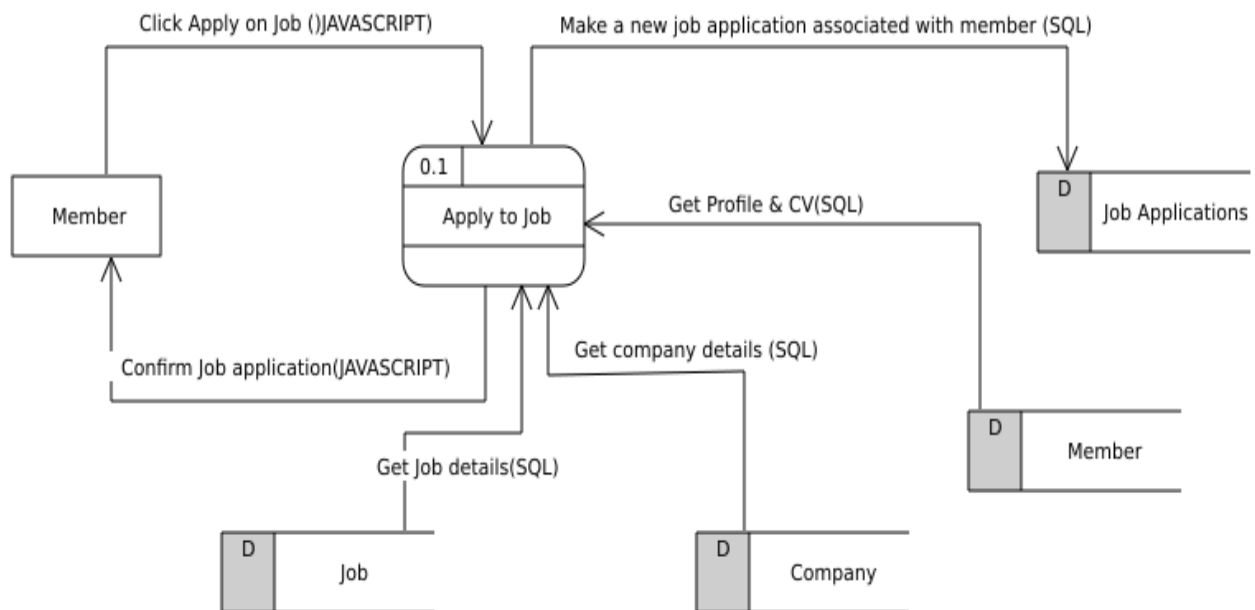 Click Apply on Job ()JAVASCRIPT)
Make a new job application associated with member (SQL)
0.1
D
Member
Apply to Job
Get Profile & CV(SQL)
Job Applications
Get company details (SQL)
Confirm Job application(JAVASCRIPT)
D
Member
Get Job details(SQL)
D
Job
D
Company